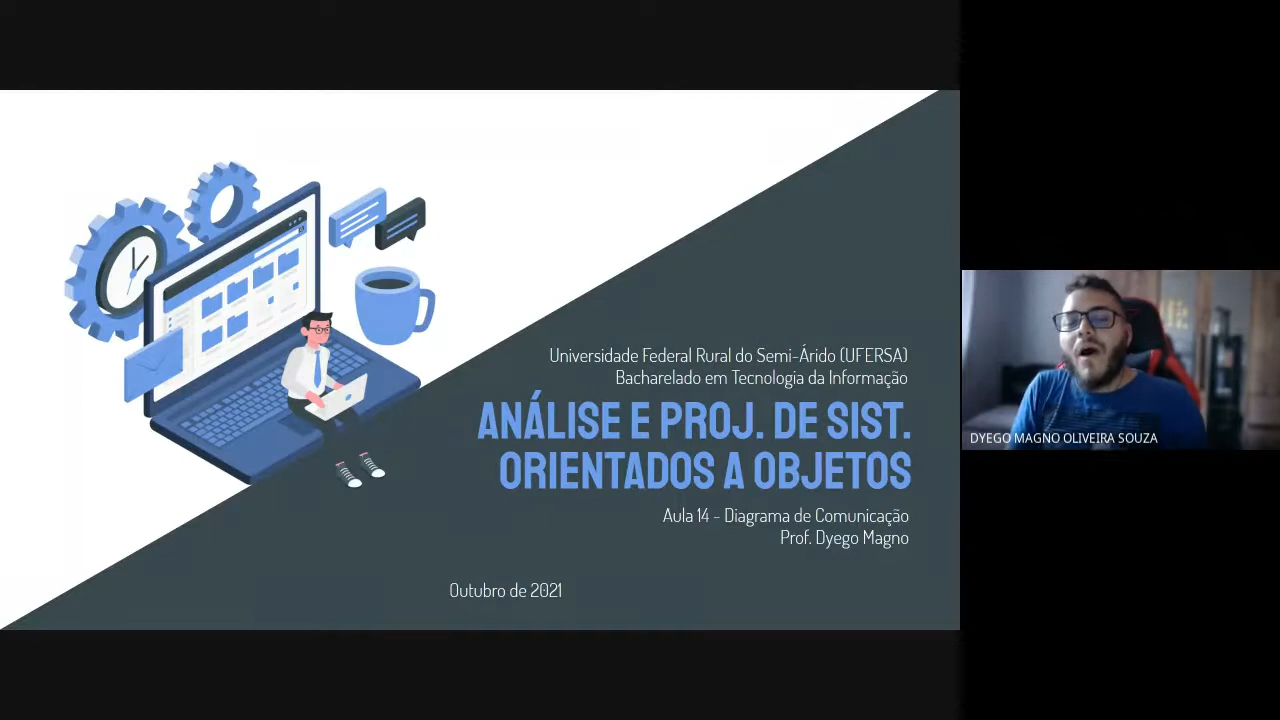 Universidade Federal Rural do Semi-Árido (UFERSA)
Bacharelado em Tecnologia da Informação
ANÁLISE E PROJ. DE SIST.
ORIENTADOS A OBJETOS
Aula 14 - Diagrama de Comunicação
Prof. Dyego Magno
Outubro de 2021
DYEGO MAGNO OLIVEIRA SOUZA